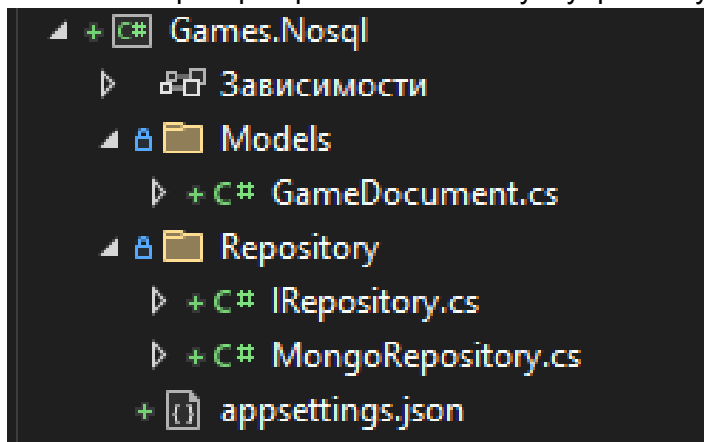 C# Games.Nosql
Зависимости
Models
C# GameDocument.cs
Repository
C# IRepository.cs
C# MongoRepository.cs
appsettings.json